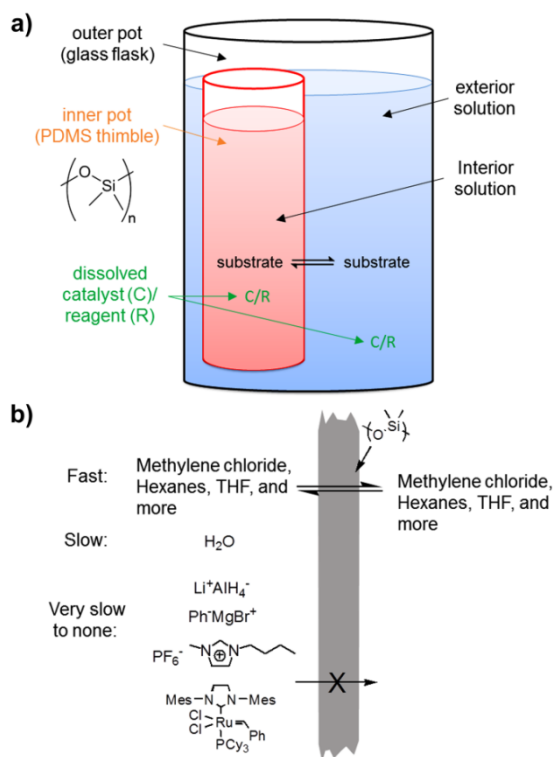 a)
outer pot
(glass flask)
exterior
solution
inner pot
(PDMS thimble)
O
Si
n
Interior
solution
substrate ⇌ substrate
dissolved
catalyst (C)/
reagent (R)
C/R
C/R
b)
O Si
Fast:
Methylene chloride,
Hexanes, THF, and
more
Methylene chloride,
Hexanes, THF, and
more
Slow:
H2O
Very slow
to none:
Li+AlH4-
Ph-MgBr+
PF6-
N ⊕ N
X
Mes-N N-Mes
Cl
Cl
Ru
Ph
PCy3